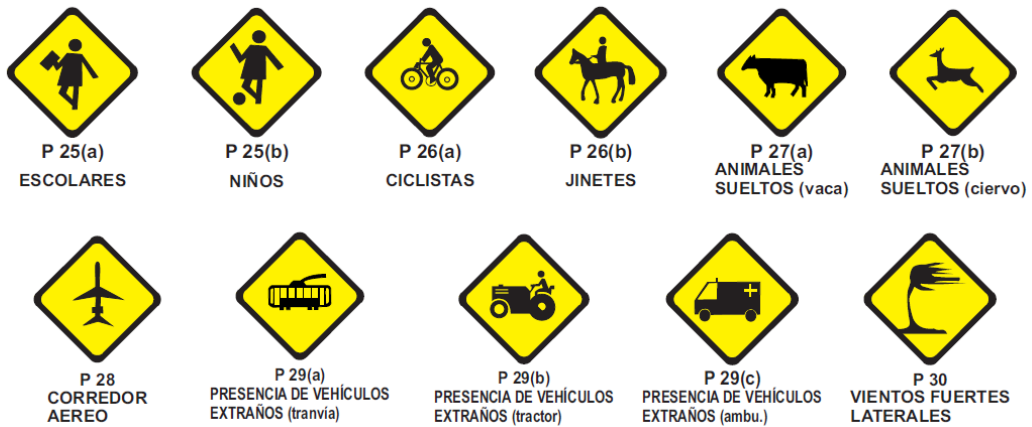 P 25(a)
ESCOLARES
P 25(b)
NIÑOS
P 26(a)
CICLISTAS
P 26(b)
JINETES
P 27(a)
ANIMALES
SUELTOS (vaca)
P 27(b)
ANIMALES
SUELTOS (ciervo)
P 28
CORREDOR
AEREO
P 29(a)
PRESENCIA DE VEHÍCULOS
EXTRAÑOS (tranvía)
P 29(b)
PRESENCIA DE VEHÍCULOS
EXTRAÑOS (tractor)
P 29(c)
PRESENCIA DE VEHÍCULOS
EXTRAÑOS (ambu.)
P 30
VIENTOS FUERTES
LATERALES